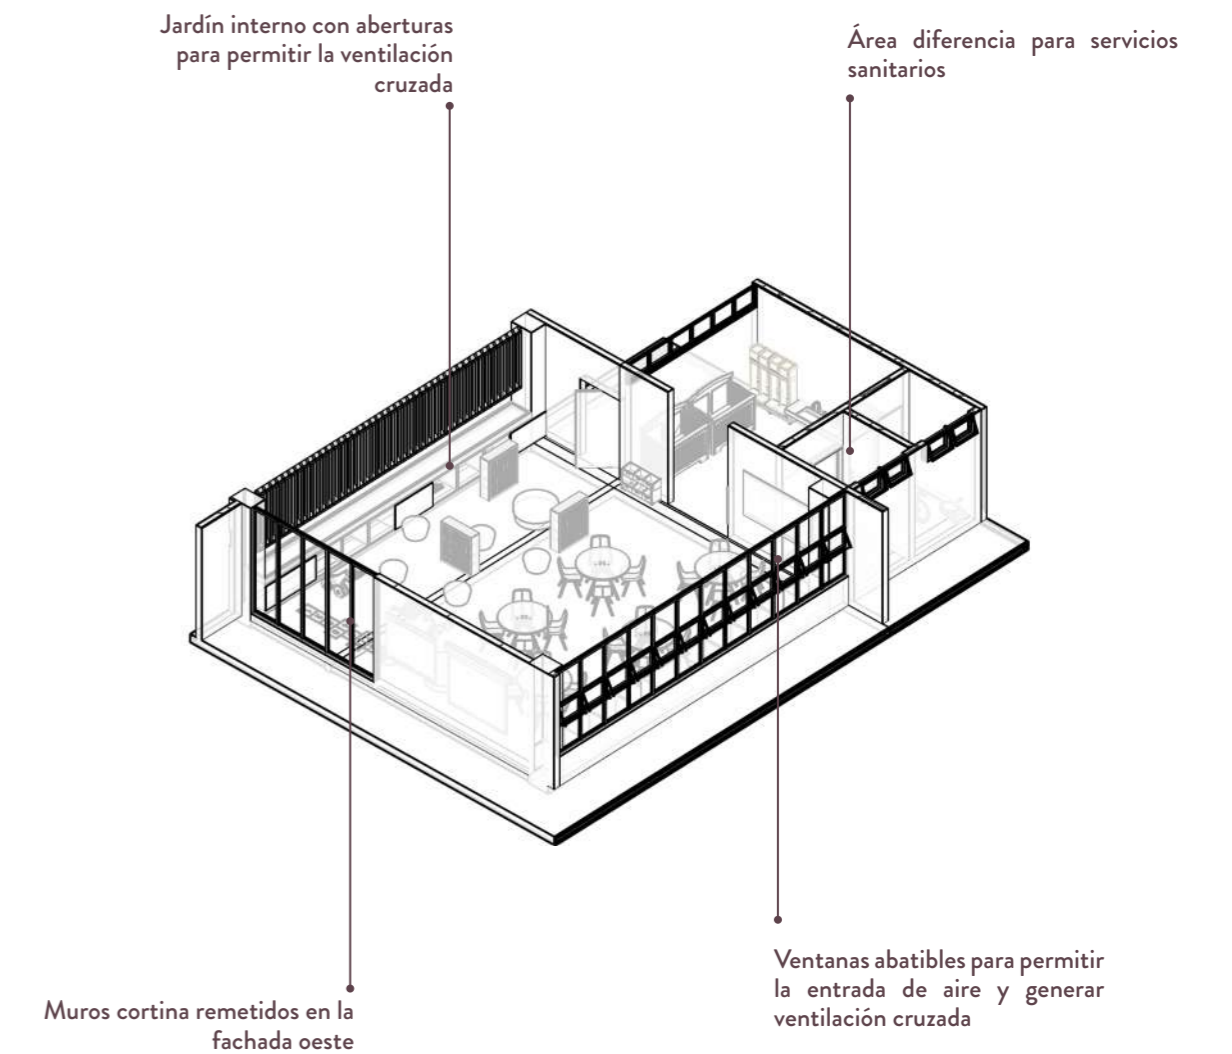 Jardín interno con aberturas
para permitir la ventilación
cruzada
Área diferencia para servicios
sanitarios
Ventanas abatibles para permitir
la entrada de aire y generar
ventilación cruzada
Muros cortina remetidos en la
fachada oeste